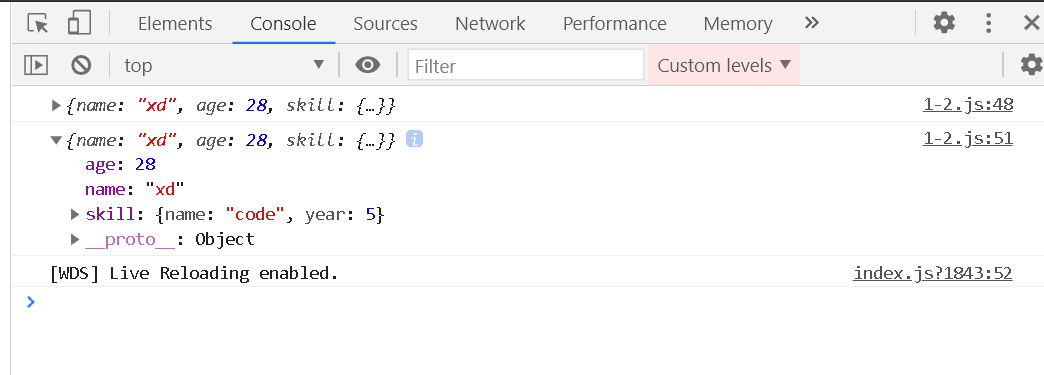 Elements Console Sources Network Performance Memory »
top ▼ Filter Custom levels ▼
▶{name: "xd", age: 28, skill: {…}} 1-2.js:48
▼{name: "xd", age: 28, skill: {…}} i 1-2.js:51
age: 28
name: "xd"
▶ skill: {name: "code", year: 5}
▶ __proto__: Object
[WDS] Live Reloading enabled. index.js?1843:52
>